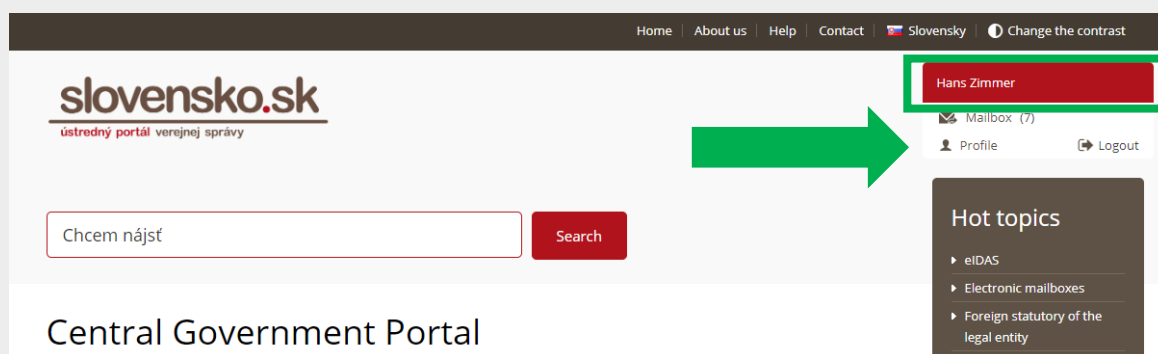 Home About us Help Contact Slovensky Change the contrast
slovensko.sk
ústredný portál verejnej správy
Hans Zimmer
Mailbox (7)
Profile Logout
Chcem nájsť Search
Hot topics
eIDAS
Electronic mailboxes
Foreign statutory of the
legal entity
Central Government Portal